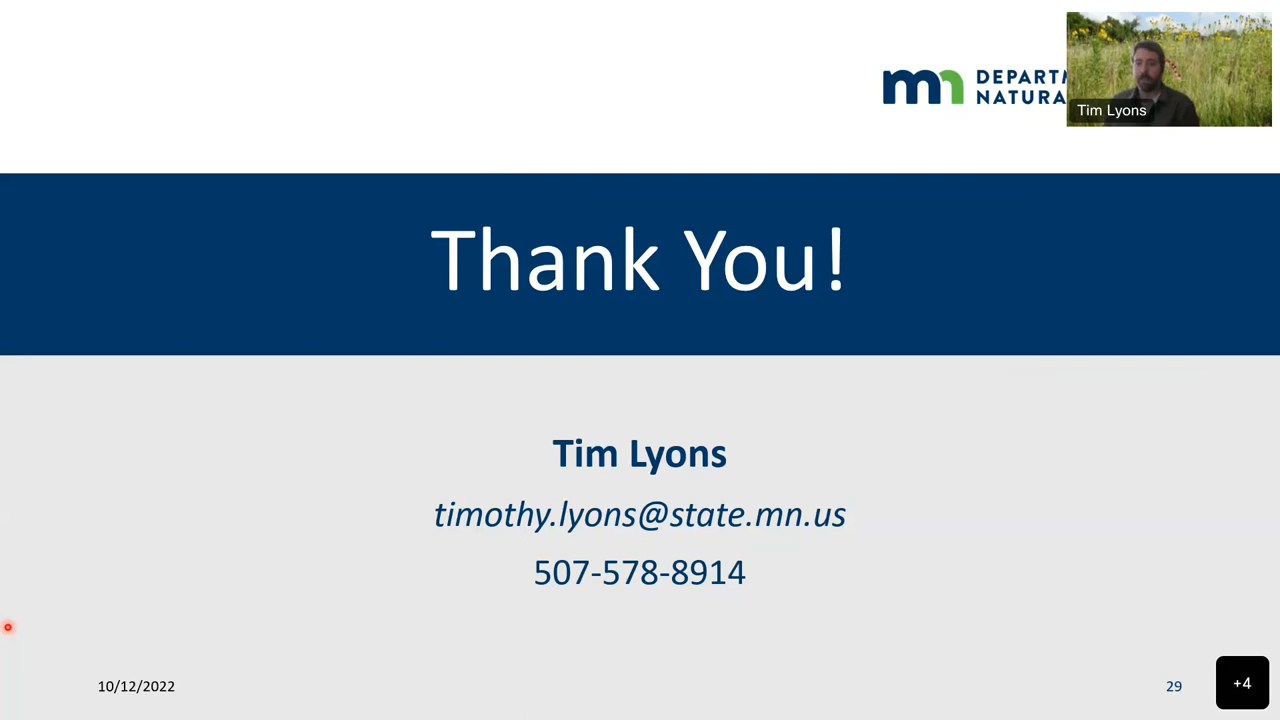 mn DEPARTM
NATURA
Tim Lyons
Thank You!
Tim Lyons
timothy.lyons@state.mn.us
507-578-8914
10/12/2022
29
+4